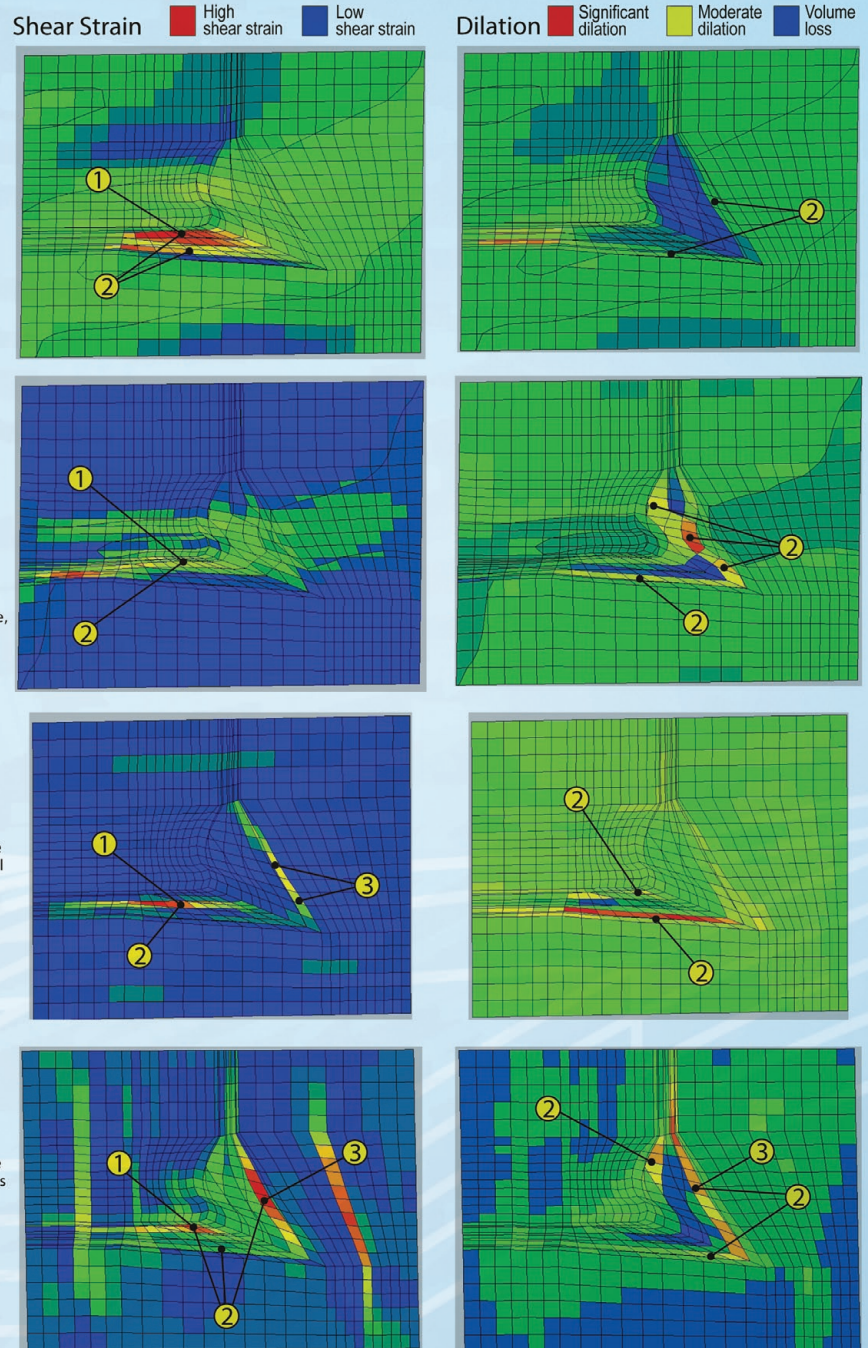 Shear Strain
High
shear strain
Low
shear strain
Dilation
Significant
dilation
Moderate
dilation
Volume
loss
1
2
2
1
2
e,
2
2
1
2
3
e
l
2
2
1
2
3
e
s
2
3
2